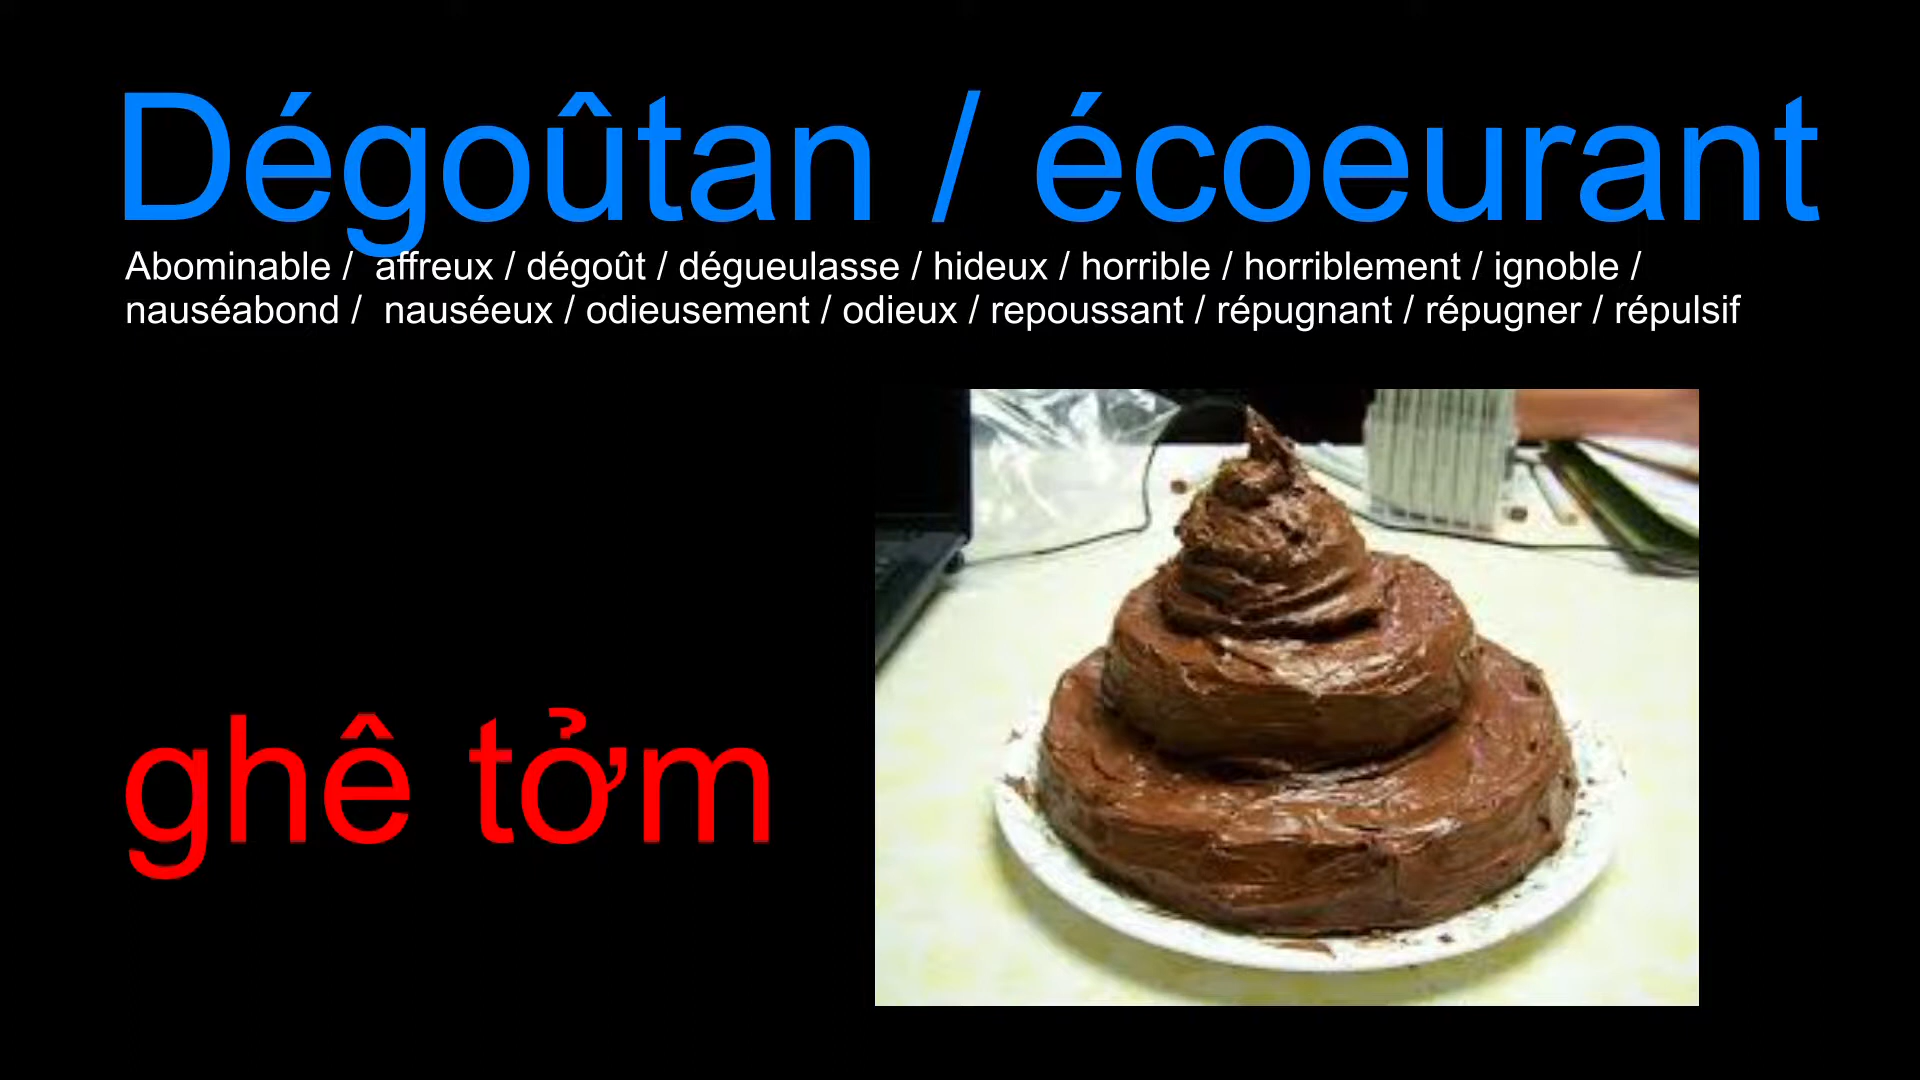 Dégoûtan / écoeurant
Abominable / affreux / dégoût / dégueulasse / hideux / horrible / horriblement / ignoble /
nauséabond / nauséeux / odieusement / odieux / repoussant / répugnant / répugner / répulsif
ghê tởm